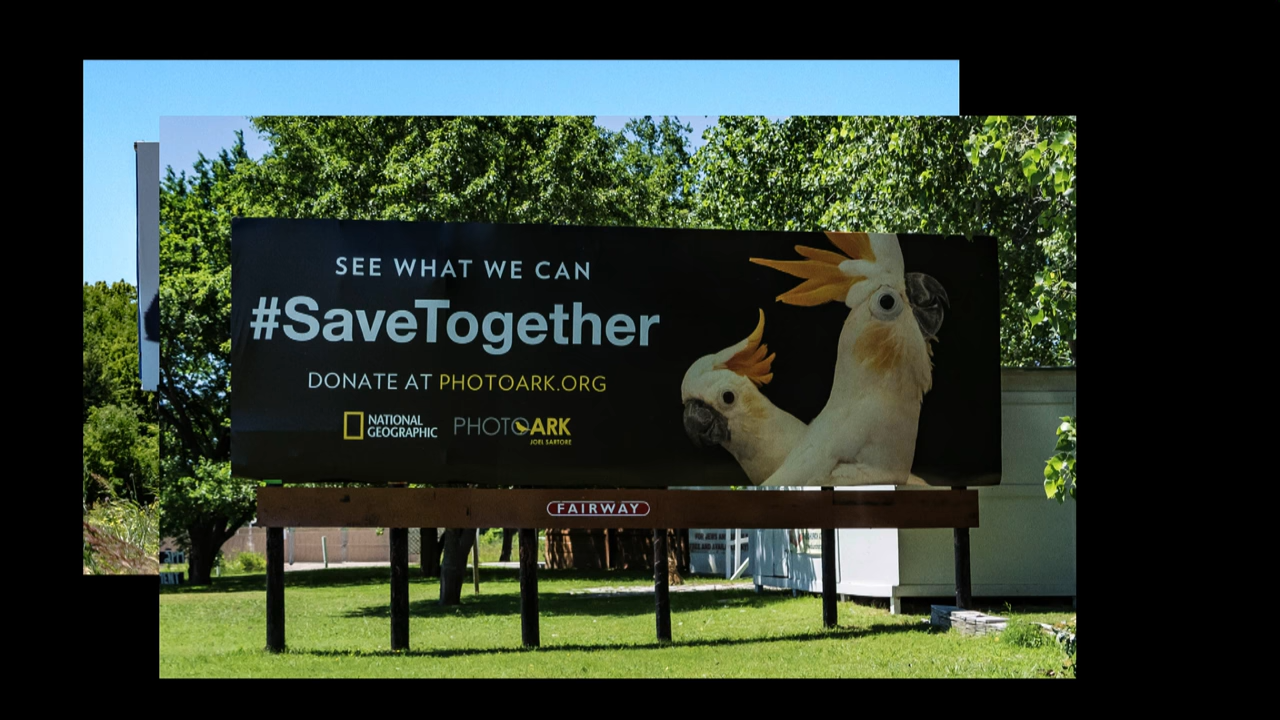 SEE WHAT WE CAN
#SaveTogether
DONATE AT PHOTOARK.ORG
NATIONAL
GEOGRAPHIC
PHOTOARK
JOEL SARTORE
FAIRWAY